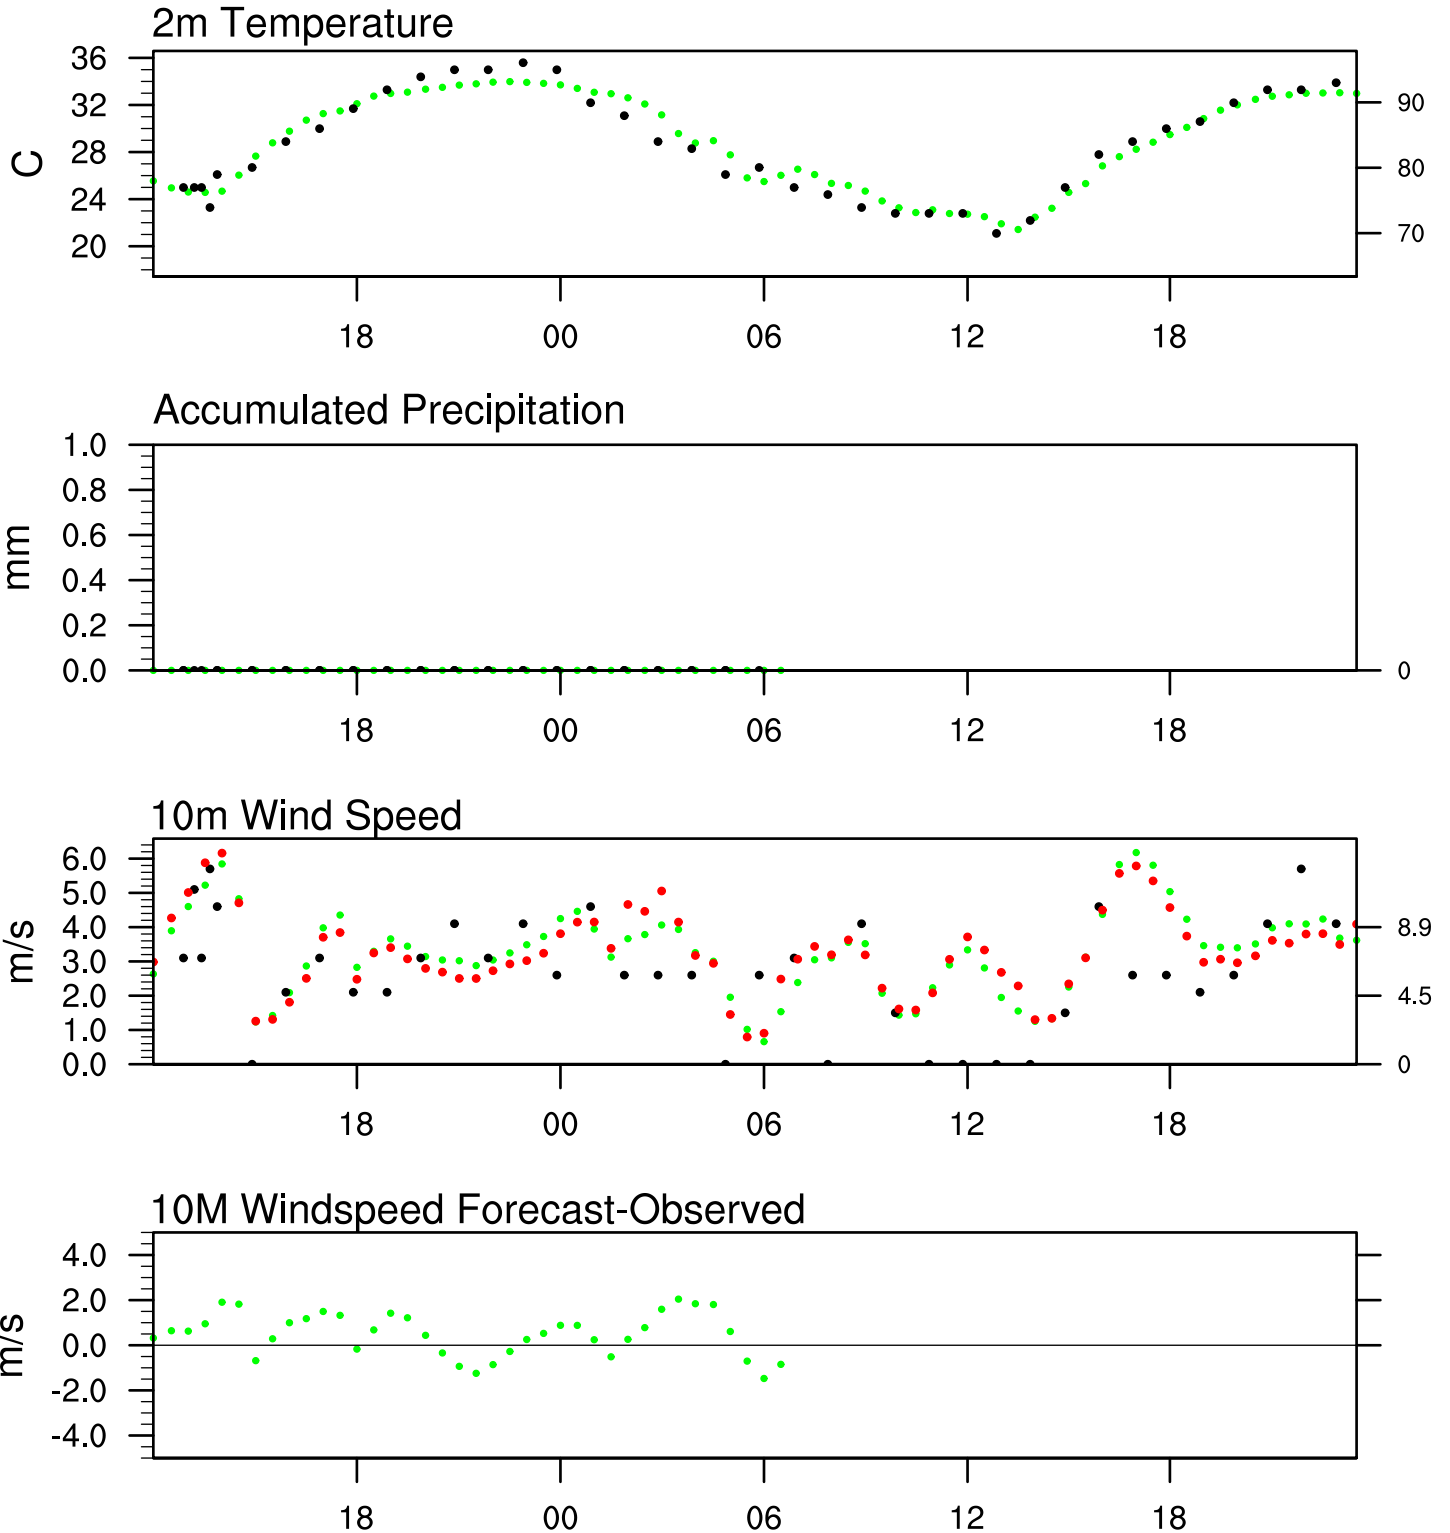 2m Temperature
36
32
28
24
20
C
90
80
70
18 00 06 12 18
Accumulated Precipitation
1.0
0.8
0.6
0.4
0.2
0.0
mm
0
18 00 06 12 18
10m Wind Speed
6.0
5.0
4.0
3.0
2.0
1.0
0.0
m/s
8.9
4.5
0
18 00 06 12 18
10M Windspeed Forecast-Observed
4.0
2.0
0.0
-2.0
-4.0
m/s
18 00 06 12 18